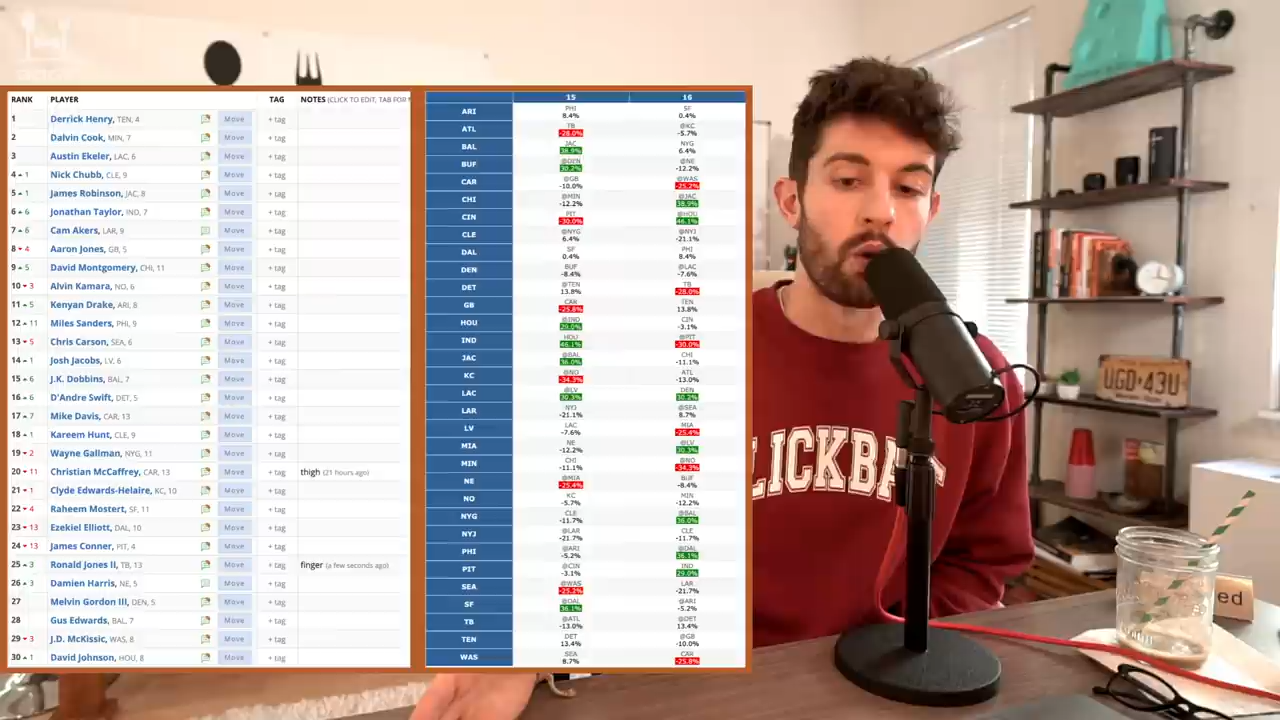 RANK PLAYER TAG NOTES (CLICK TO EDIT, TAB FOR
1 Derrick Henry, TEN, 4 Move + tag
2 Dalvin Cook, MIN, 7 Move + tag
3 Austin Ekeler, LAC, 6 Move + tag
4 1 Nick Chubb, CLE, 9 Move + tag
5 1 James Robinson, JAC, 8 Move + tag
6 6 Jonathan Taylor, IND, 7 Move + tag
7 6 Cam Akers, LAR, 9 Move + tag
8 4 Aaron Jones, GB, 5 Move + tag
9 5 David Montgomery, CHI, 11 Move + tag
10 3 Alvin Kamara, NO, 6 Move + tag
11 5 Kenyan Drake, ARI, 8 Move + tag
12 11 Miles Sanders, PHI, 9 Move + tag
13 Chris Carson, SEA, 6 Move + tag
14 1 Josh Jacobs, LV, 6 Move + tag
15 6 J.K. Dobbins, BAL, 7 Move + tag
16 6 D'Andre Swift, DET, 5 Move + tag
17 7 Mike Davis, CAR, 13 Move + tag
18 1 Kareem Hunt, CLE, 9 Move + tag
19 2 Wayne Gallman, NYG, 11 Move + tag
20 11 Christian McCaffrey, CAR, 13 Move + tag thigh (21 hours ago)
21 1 Clyde Edwards-Helaire, KC, 10 Move + tag
22 4 Raheem Mostert, SF, 11 Move + tag
23 13 Ezekiel Elliott, DAL, 10 Move + tag
24 13 James Conner, PIT, 4 Move + tag
25 3 Ronald Jones II, TB, 13 Move + tag finger (a few seconds ago)
26 3 Damien Harris, NE, 5 Move + tag
27 Melvin Gordon III, DEN, 5 Move + tag
28 Gus Edwards, BAL, 7 Move + tag
29 3 J.D. McKissic, WAS, 8 Move + tag
30 1 David Johnson, HOU, 8 Move + tag
15 16
PHI SF
ARI 8.4% 0.4%
TB @KC
ATL -28.0% -5.7%
JAC NYG
BAL 38.9% 6.4%
@DEN @NE
BUF 30.2% -12.2%
@GB @WAS
CAR -10.0% -25.2%
@MIN @JAC
CHI -12.2% 38.9%
PIT @HOU
CIN -30.0% 46.1%
@NYG @NYJ
CLE 6.4% -21.1%
SF PHI
DAL 0.4% 8.4%
BUF @LAC
DEN -8.4% -7.6%
@TEN TB
DET 13.8% -28.0%
CAR TEN
GB -25.8% 13.8%
@IND CIN
HOU 29.0% -3.1%
HOU @PIT
IND 46.1% -30.0%
@BAL CHI
JAC 36.0% -11.1%
@NO ATL
KC -34.3% -13.0%
@LV DEN
LAC 30.3% 30.2%
NYJ @SEA
LAR -21.1% 8.7%
LAC MIA
LV -7.6% -25.4%
NE @LV
MIA -12.2% 30.3%
CHI @NO
MIN -11.1% -34.3%
@MIA BUF
NE -25.4% -8.4%
KC MIN
NO -5.7% -12.2%
CLE @BAL
NYG -11.7% 36.0%
@LAR CLE
NYJ -21.7% -11.7%
@ARI @DAL
PHI -5.2% 36.1%
@CIN IND
PIT -3.1% 29.0%
@WAS LAR
SEA -25.2% -21.7%
@DAL @ARI
SF 36.1% -5.2%
@ATL @DET
TB -13.0% 13.4%
DET @GB
TEN 13.4% -10.0%
SEA CAR
WAS 8.7% -25.8%
LICKBA
UGD·43U
ed